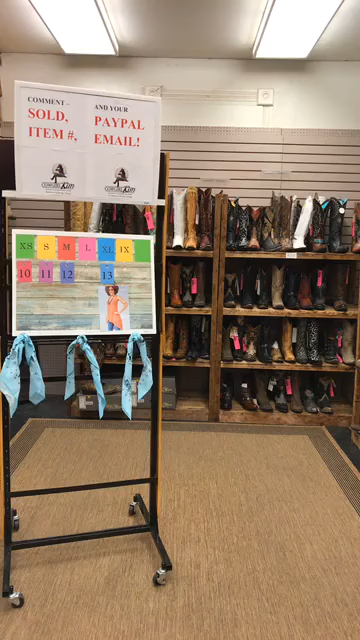 COMMENT –
SOLD,
ITEM #,
AND YOUR
PAYPAL
EMAIL!
XS S M L XL 1X
10 11 12 13